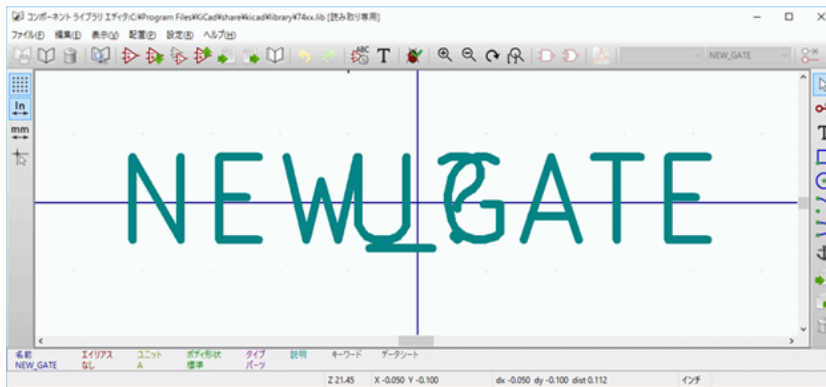 コンポーネント ライブラリ エディタ:C:¥Program Files¥KiCad¥share¥kicad¥library¥74xx.lib [読み取り専用]
ファイル(F) 編集(E) 表示(V) 配置(P) 設定(R) ヘルプ(H)
ABC T NEW_GATE
In
mm
T
NEW_GATE
U?
名前 エイリアス ユニット ボディ形状 タイプ 説明 キーワード データシート
NEW_GATE なし A 標準 パーツ
Z 21.45 X -0.050 Y -0.100 dx -0.050 dy -0.100 dist 0.112 インチ